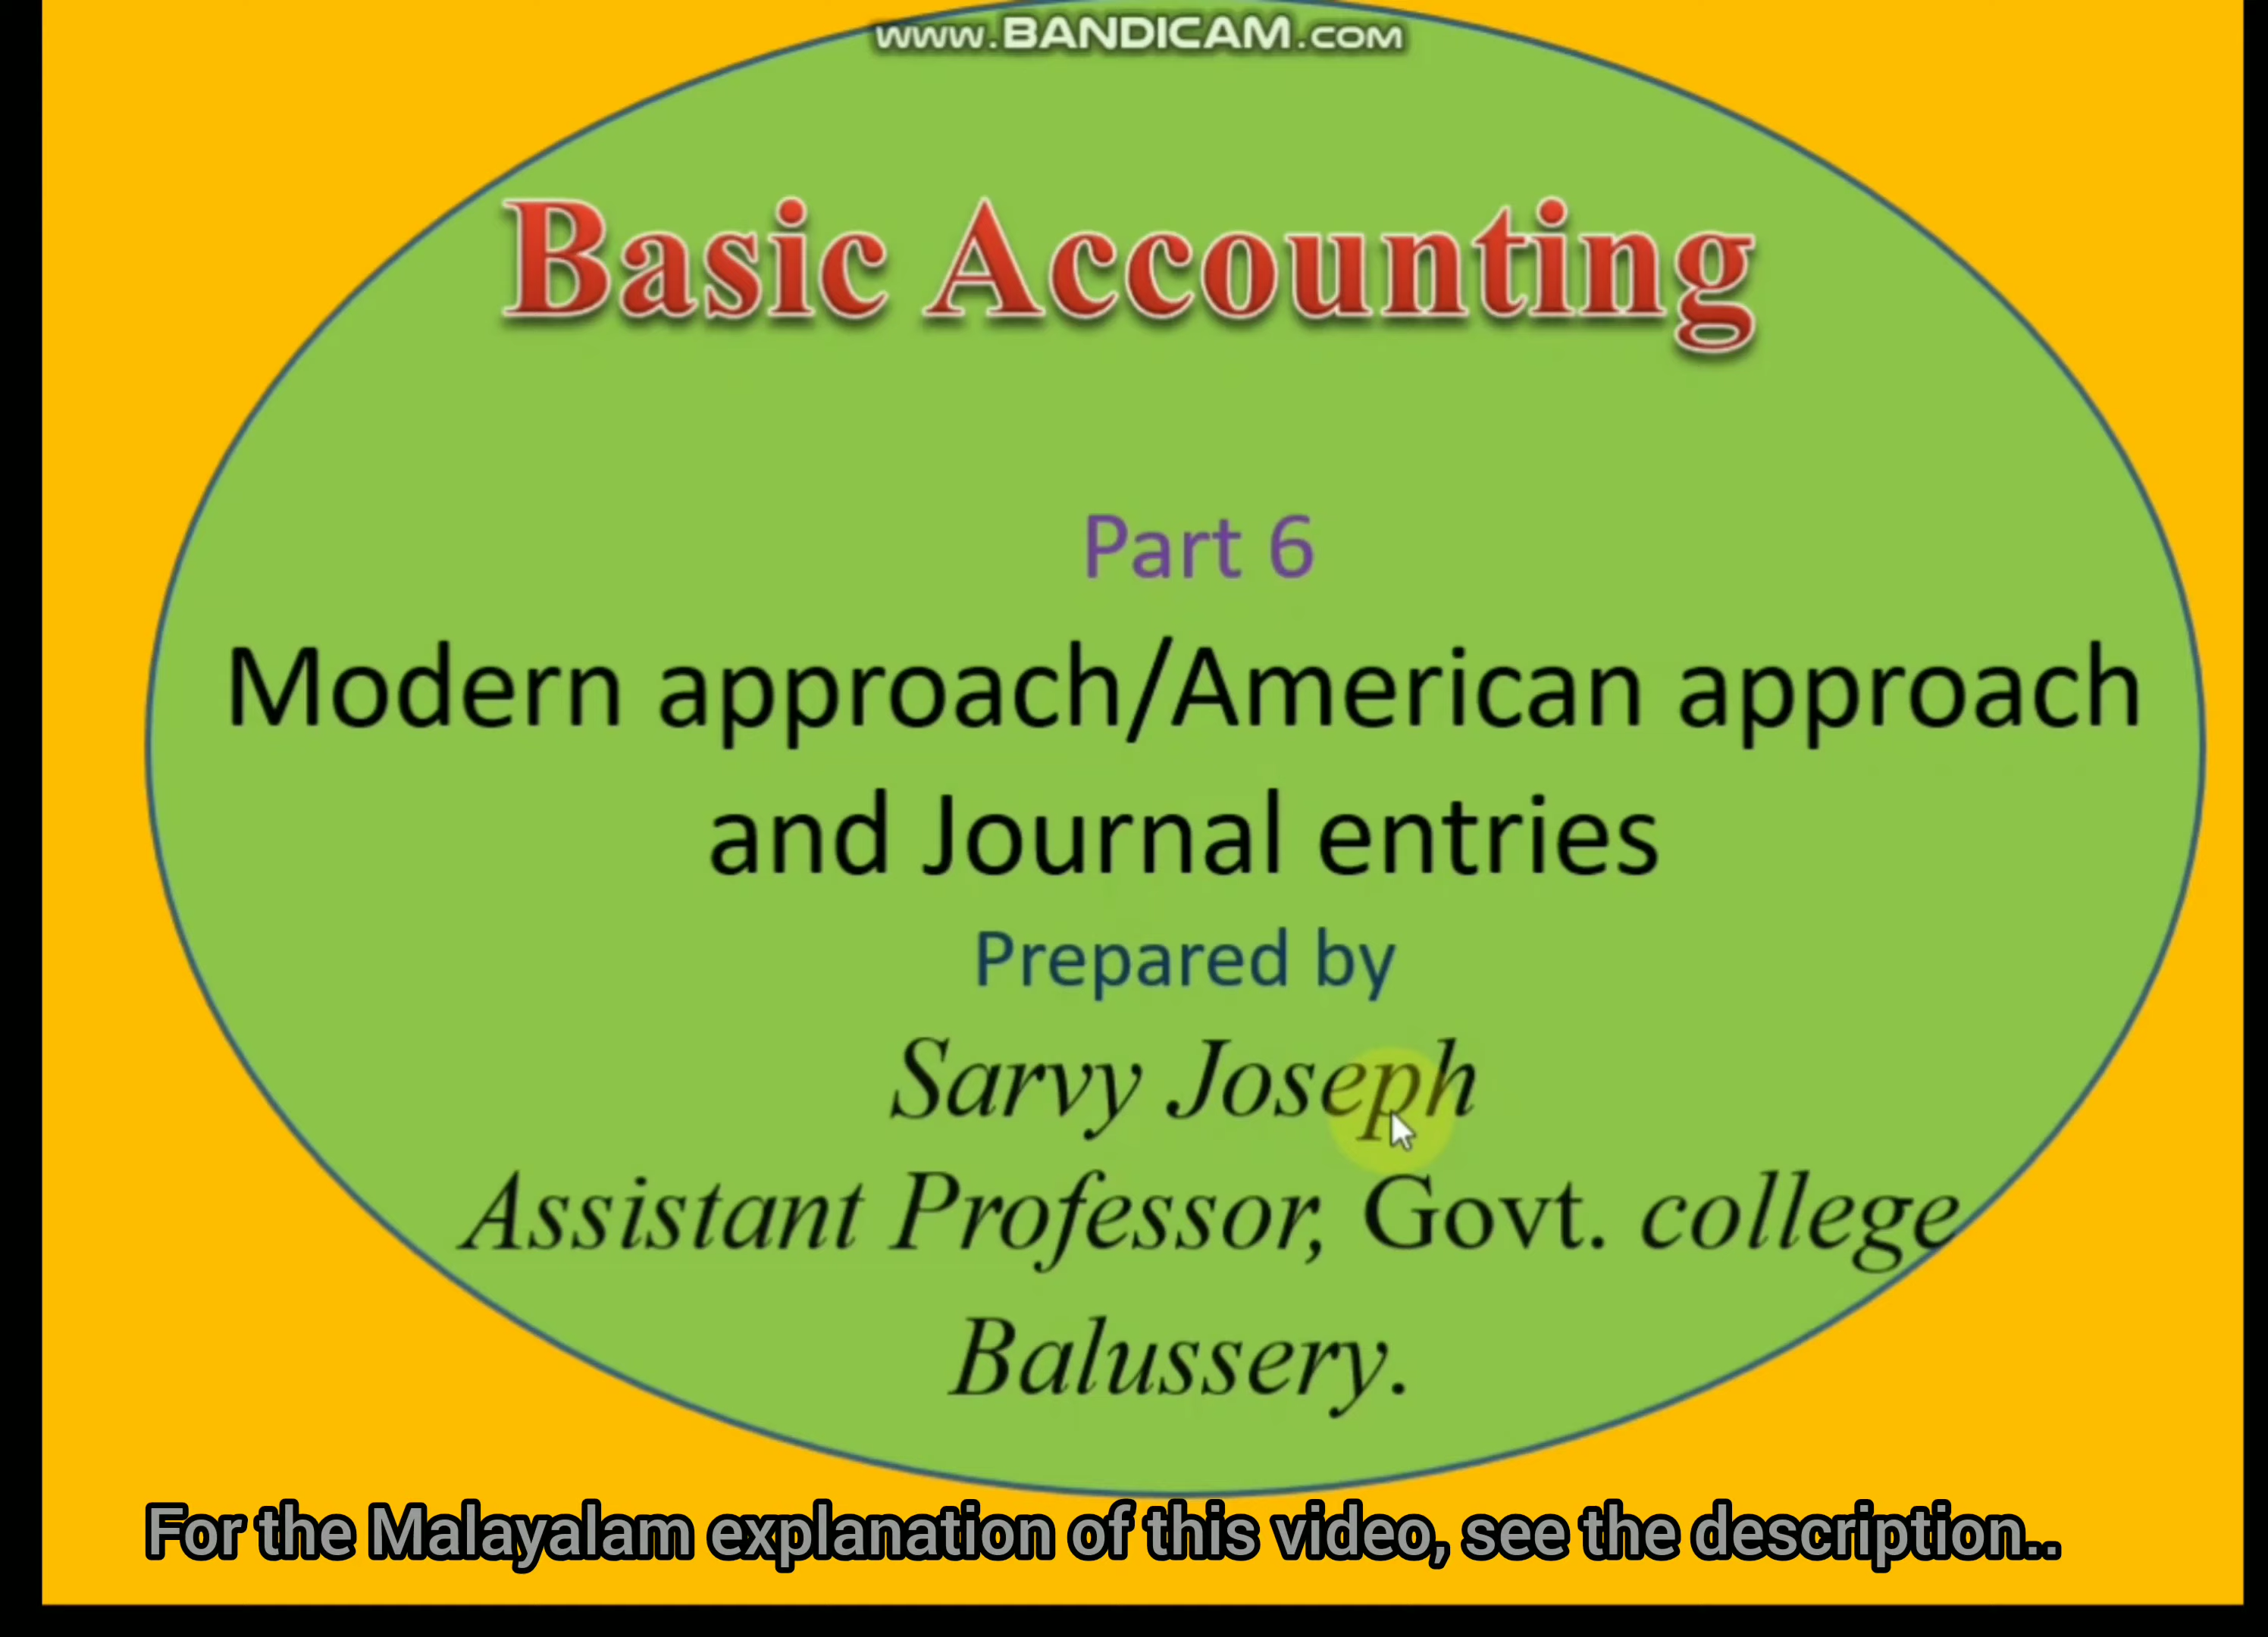 www.BANDICAM.com
Basic Accounting
Part 6
Modern approach/American approach
and Journal entries
Prepared by
Sarvy Joseph
Assistant Professor, Govt. college
Balussery.
For the Malayalam explanation of this video, see the description..